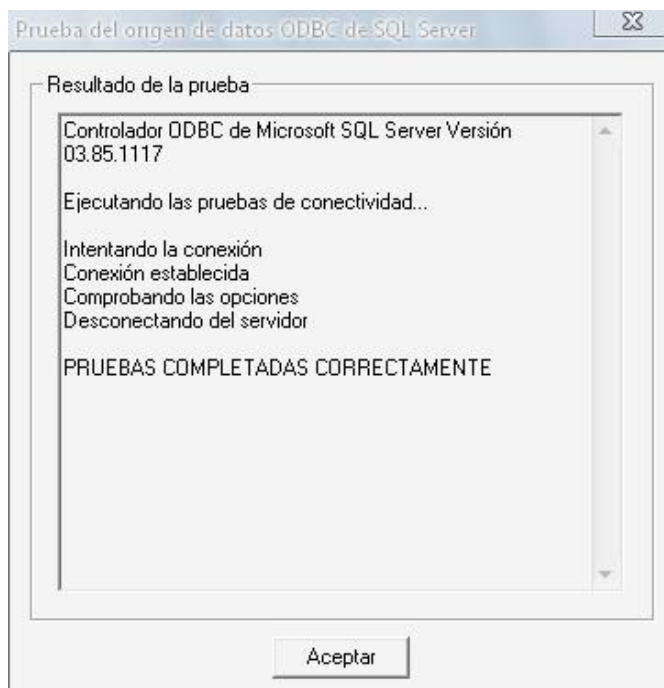 Prueba del origen de datos ODBC de SQL Server
Resultado de la prueba
Controlador ODBC de Microsoft SQL Server Versión
03.85.1117
Ejecutando las pruebas de conectividad...
Intentando la conexión
Conexión establecida
Comprobando las opciones
Desconectando del servidor
PRUEBAS COMPLETADAS CORRECTAMENTE
Aceptar